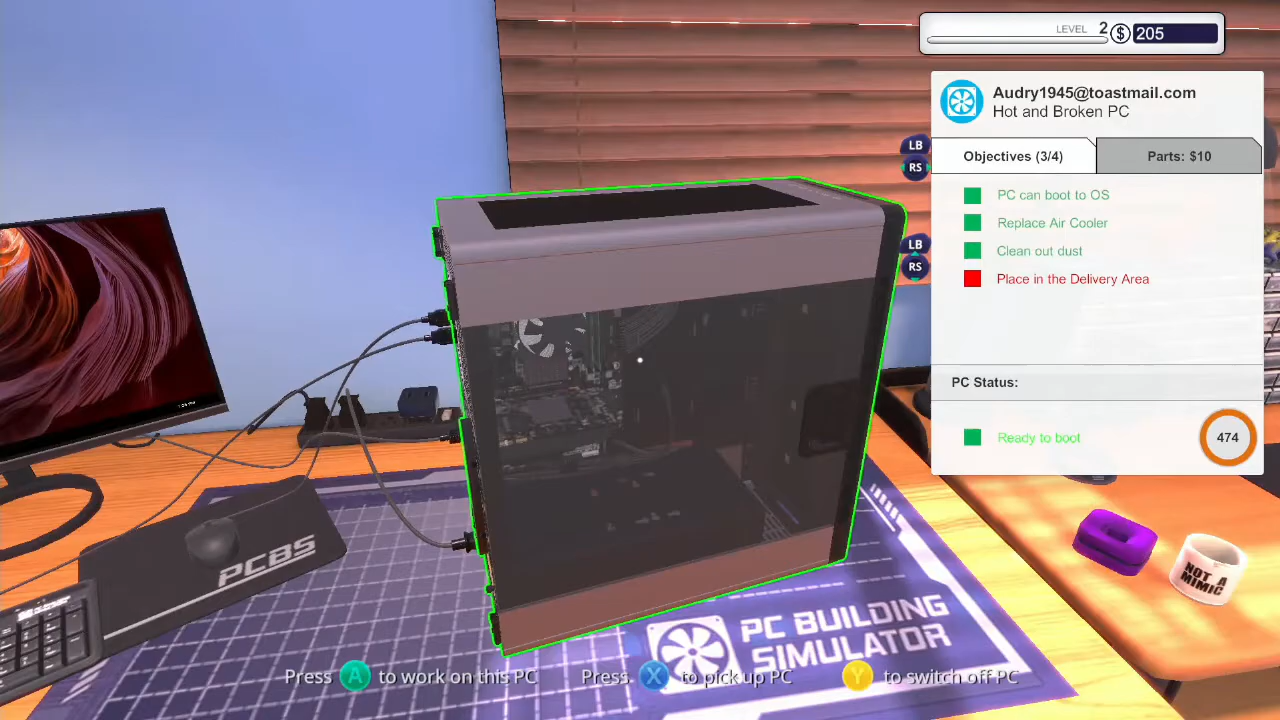 LEVEL 2 $ 205
Audry1945@toastmail.com
Hot and Broken PC
LB
RS
Objectives (3/4)
Parts: $10
PC can boot to OS
Replace Air Cooler
Clean out dust
LB
RS
Place in the Delivery Area
PC Status:
Ready to boot
474
PCBS
NOT A
MIMIC
PC BUILDING
SIMULATOR
Press A to work on this PC
Press X to pick up PC
Y to switch off PC